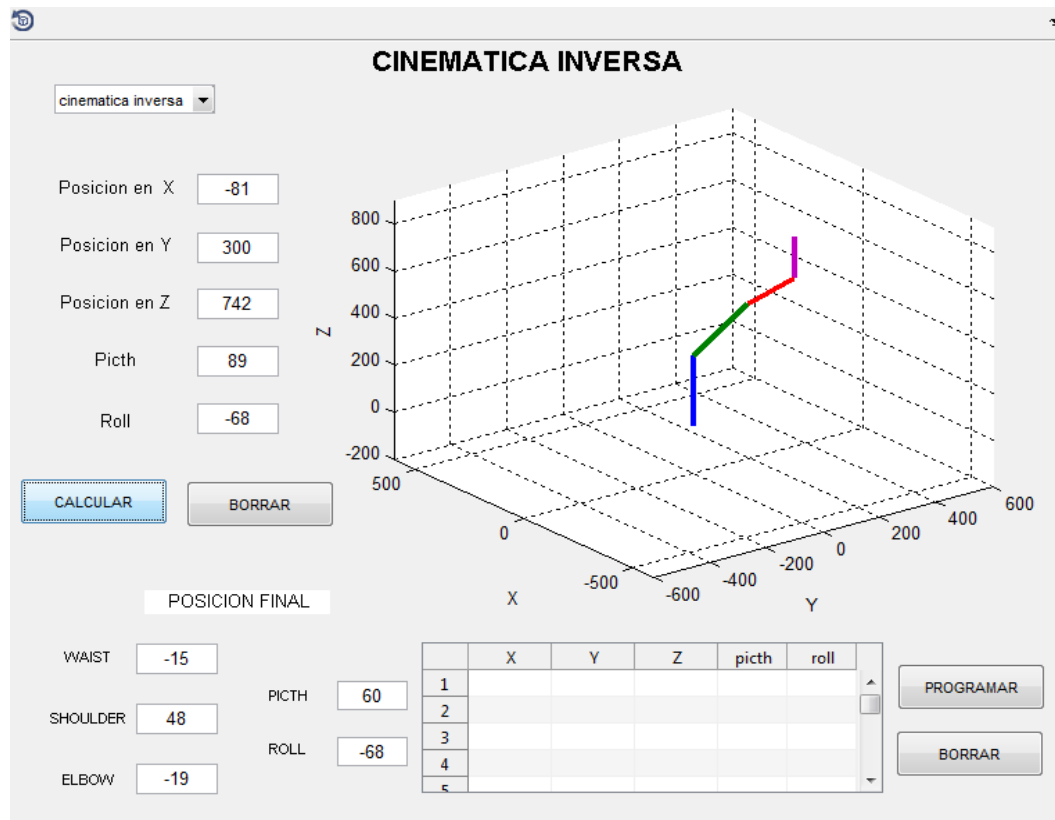 CINEMATICA INVERSA
cinematica inversa
Posicion en X -81
Posicion en Y 300
Posicion en Z 742
Picth 89
Roll -68
CALCULAR BORRAR
Z
800
600
400
200
0
-200
500
0
-500
X
-600
-400
-200
0
200
400
600
Y
POSICION FINAL
WAIST -15
SHOULDER 48
ELBOW -19
PICTH 60
ROLL -68
X Y Z picth roll
1
2
3
4
5
PROGRAMAR
BORRAR